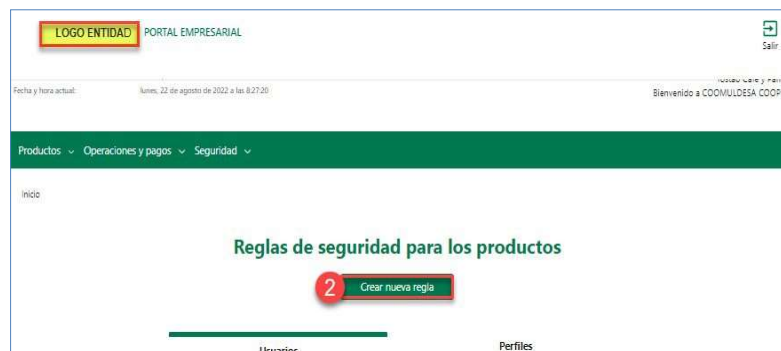 LOGO ENTIDAD PORTAL EMPRESARIAL
Salir
Fecha y hora actual: lunes, 22 de agosto de 2022 a las 8:27:20
Bienvenido a COOMULDESA COOP
Productos Operaciones y pagos Seguridad
Inicio
Reglas de seguridad para los productos
2 Crear nueva regla
Usuarios Perfiles